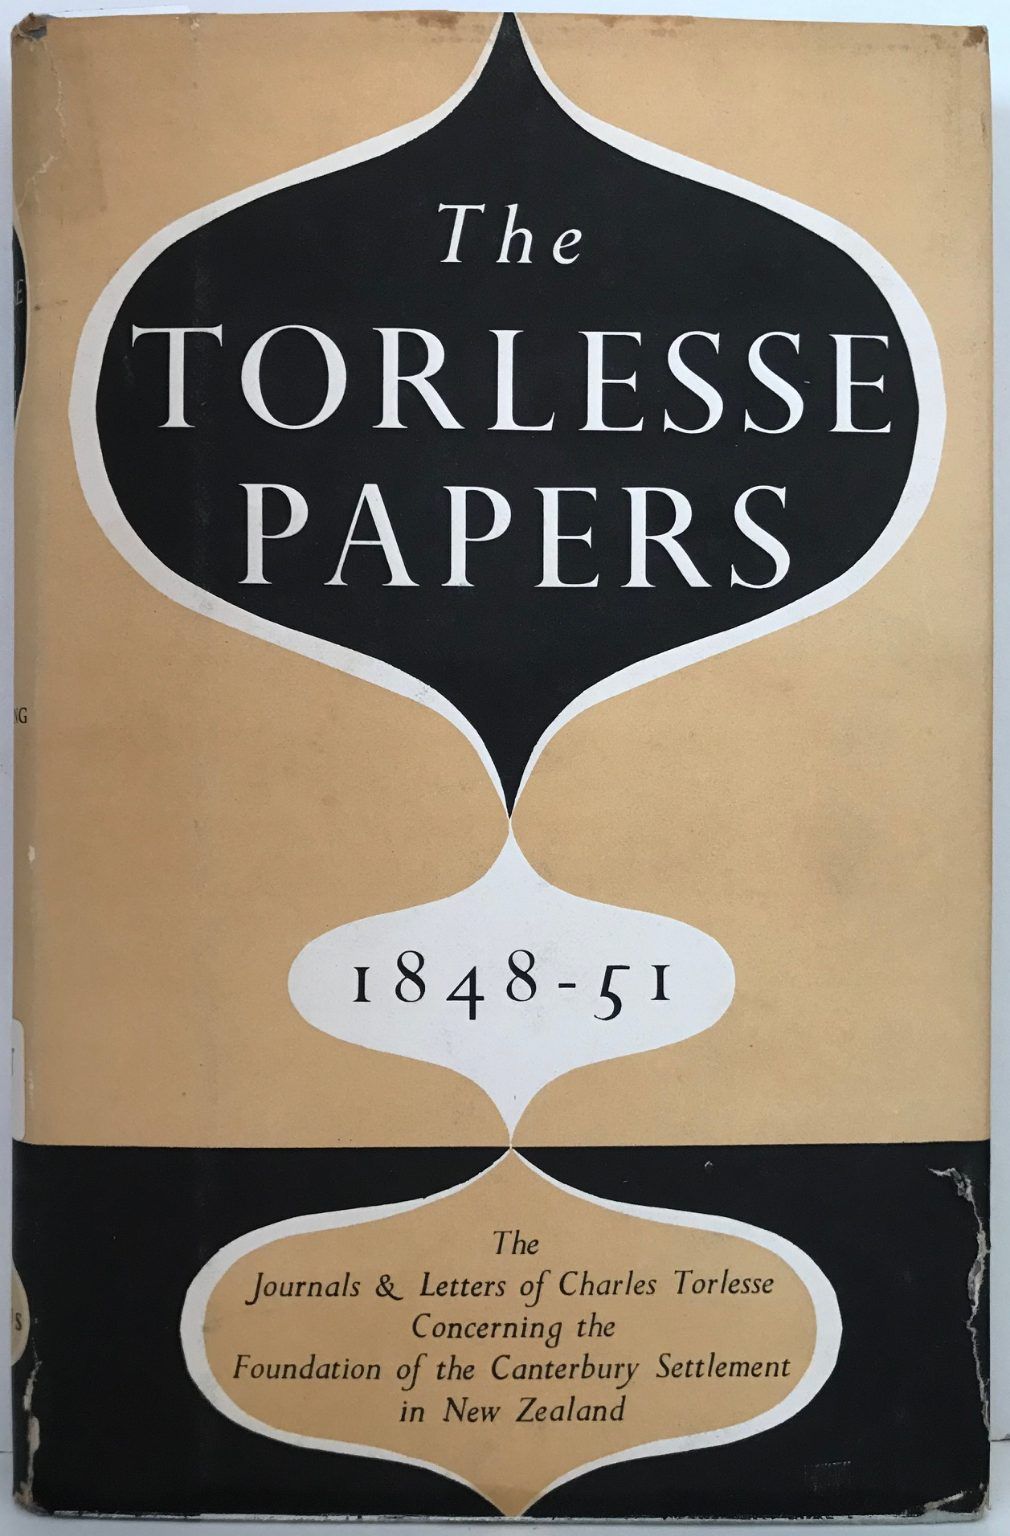 The
TORLESSE
PAPERS
1848-51
The
Journals & Letters of Charles Torlesse
Concerning the
Foundation of the Canterbury Settlement
in New Zealand